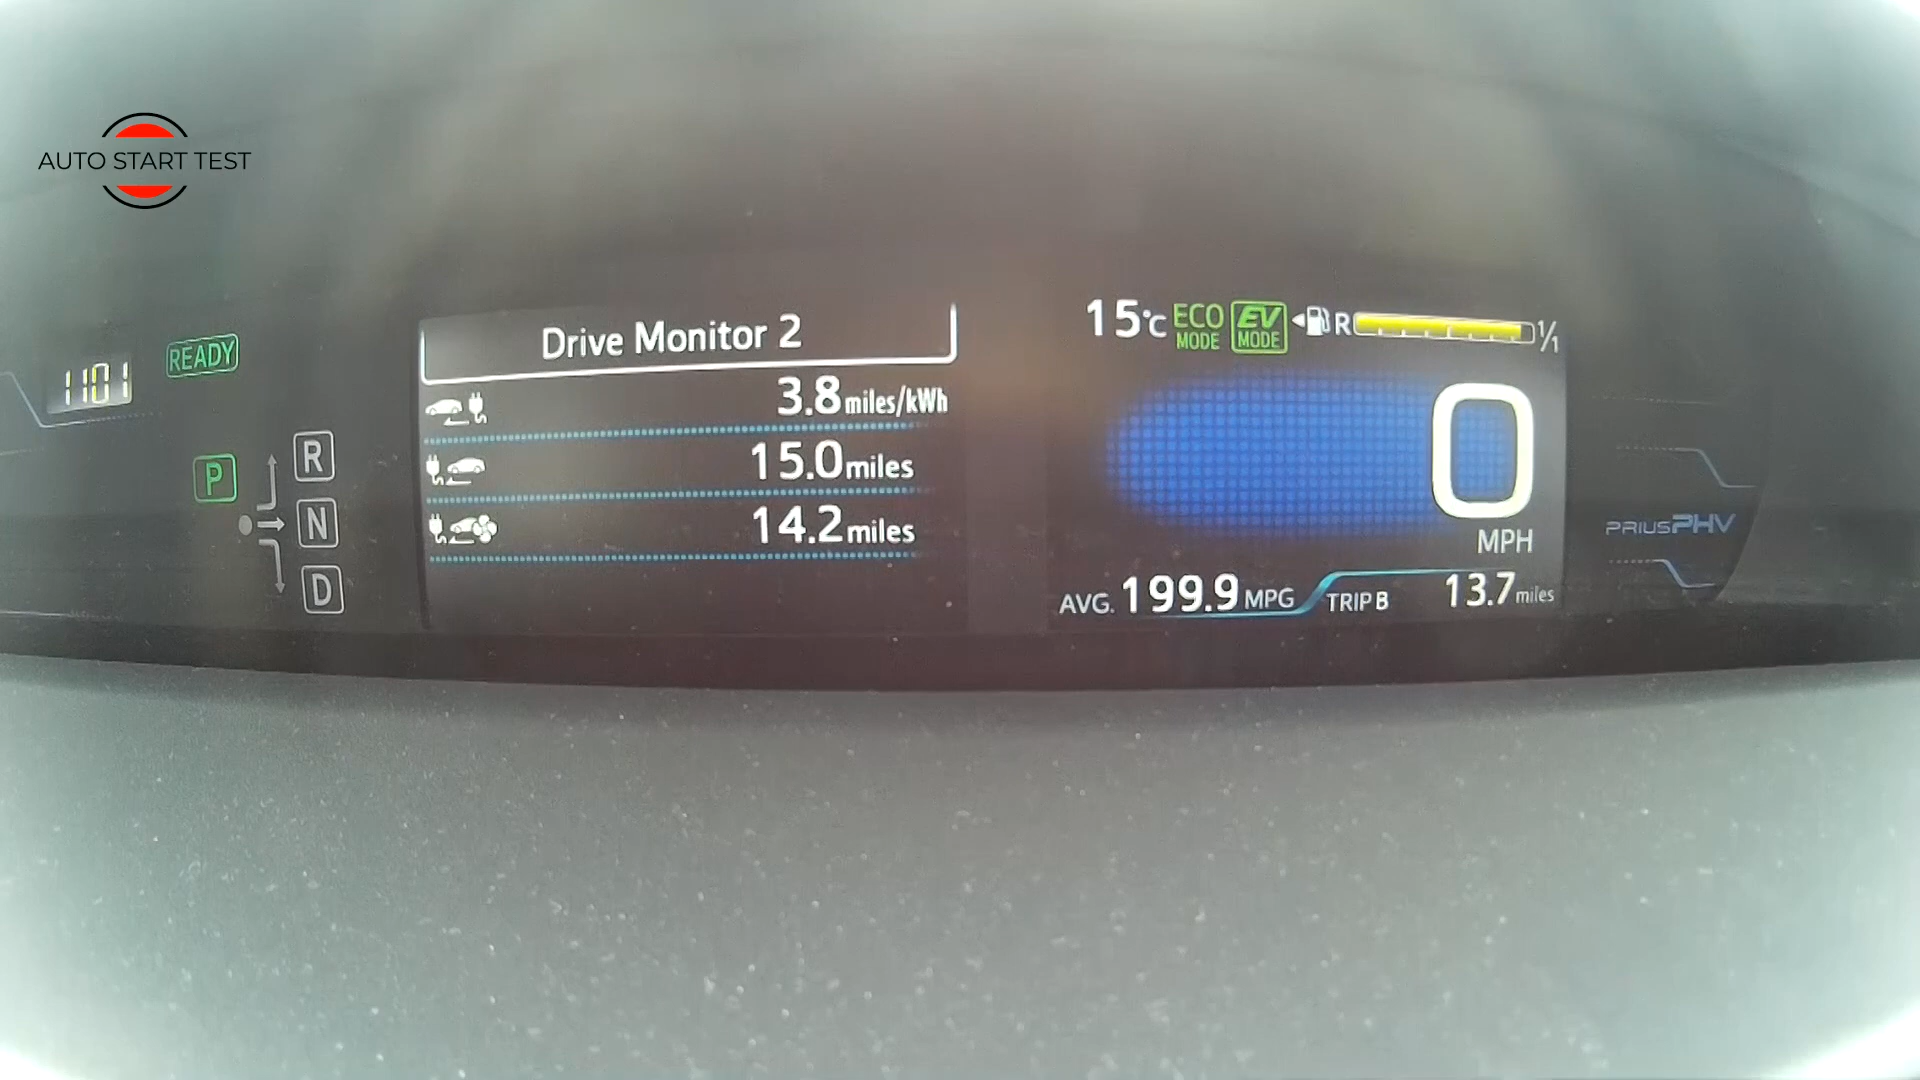 AUTO START TEST
1101
READY
P
R
N
D
Drive Monitor 2
3.8 miles/kWh
15.0 miles
14.2 miles
15°C ECO MODE EV MODE R 1/1
0
MPH
AVG. 199.9 MPG TRIP B 13.7 miles
PRIUS PHV